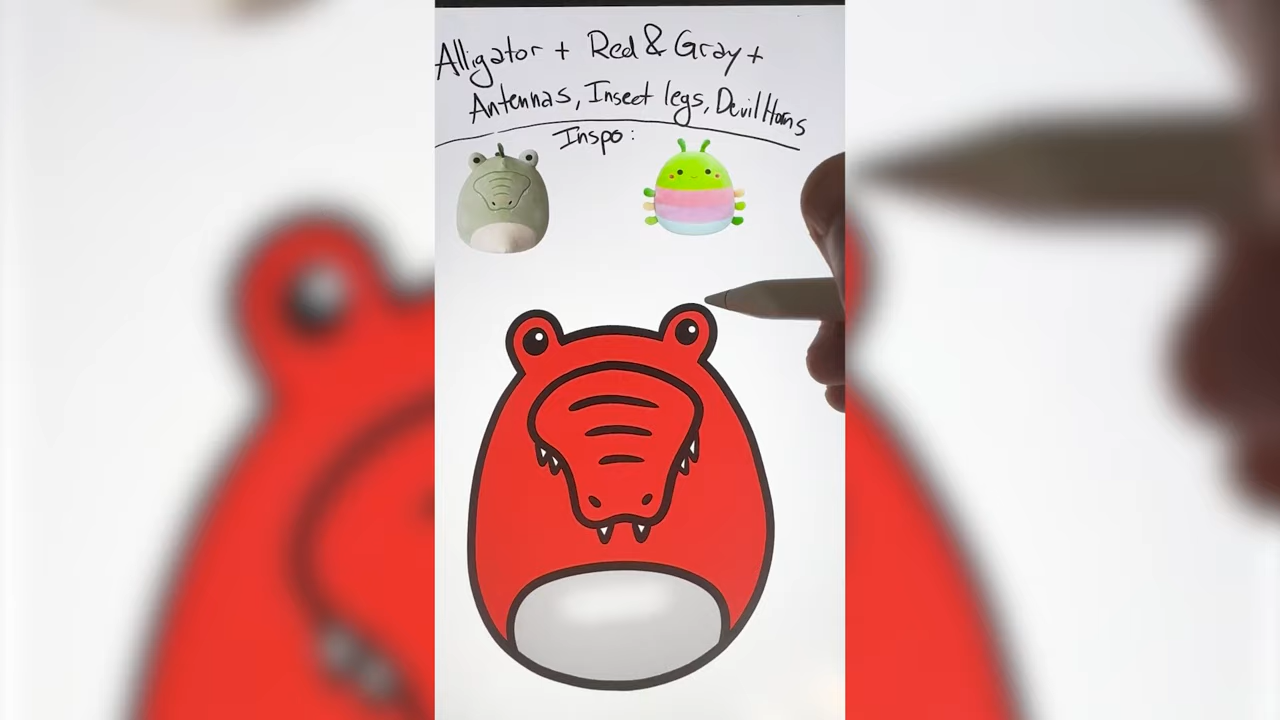 Alligator + Red & Gray +
Antennas, Insect legs, Devil Horns
Inspo: